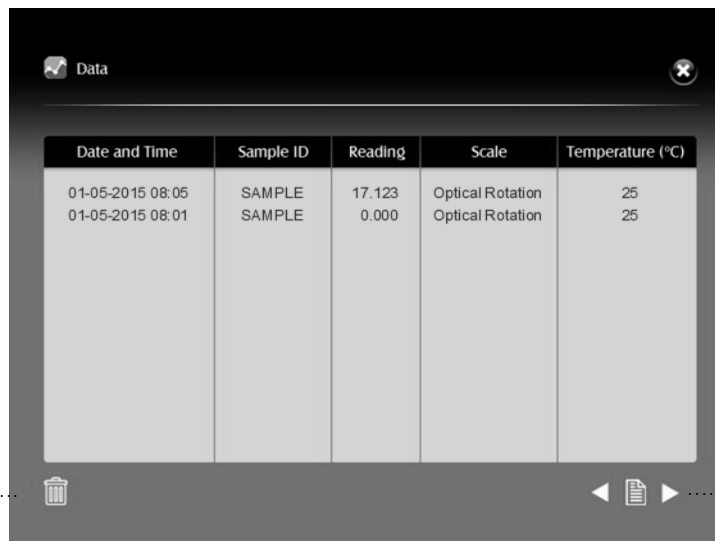 Data
Date and Time Sample ID Reading Scale Temperature (ºC)
01-05-2015 08:05 SAMPLE 17.123 Optical Rotation 25
01-05-2015 08:01 SAMPLE 0.000 Optical Rotation 25